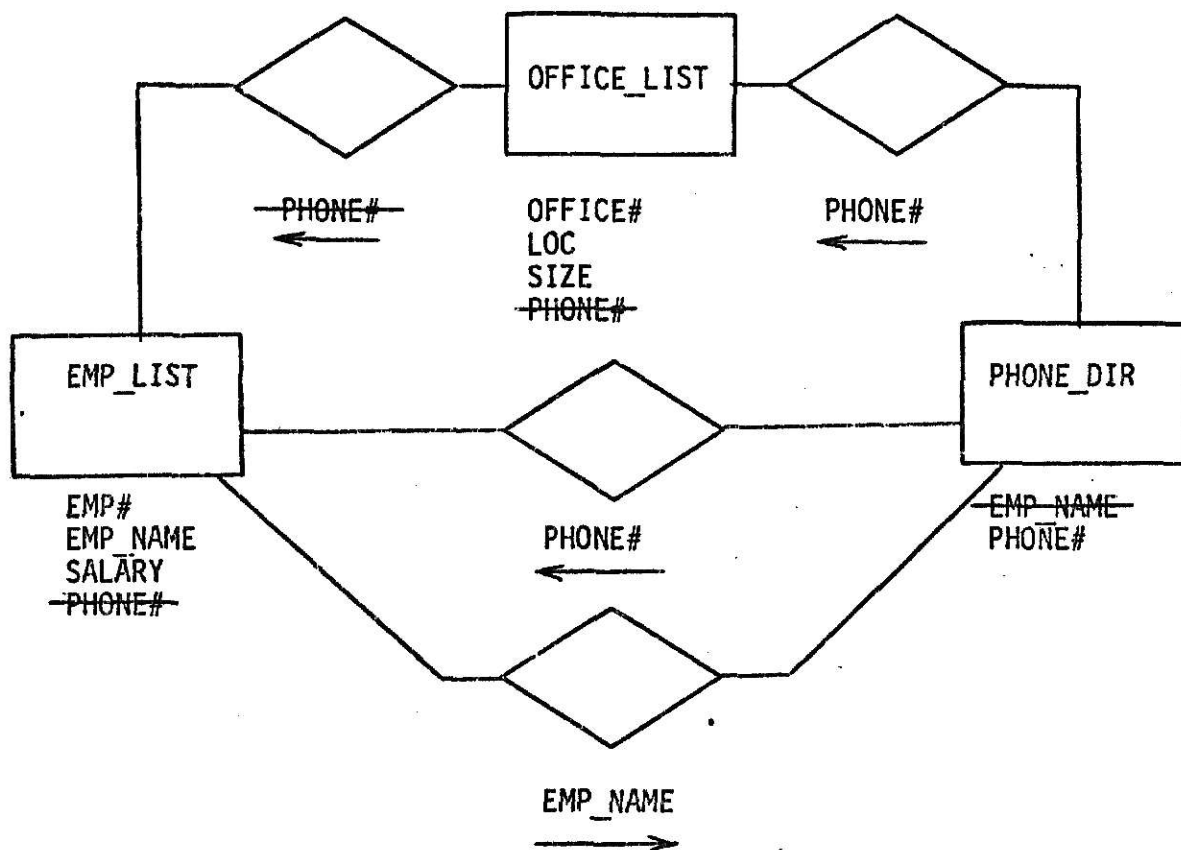 OFFICE_LIST
PHONE#
OFFICE#
LOC
SIZE
PHONE#
PHONE#
EMP_LIST
PHONE_DIR
EMP#
EMP_NAME
SALARY
PHONE#
PHONE#
EMP_NAME
PHONE#
EMP_NAME